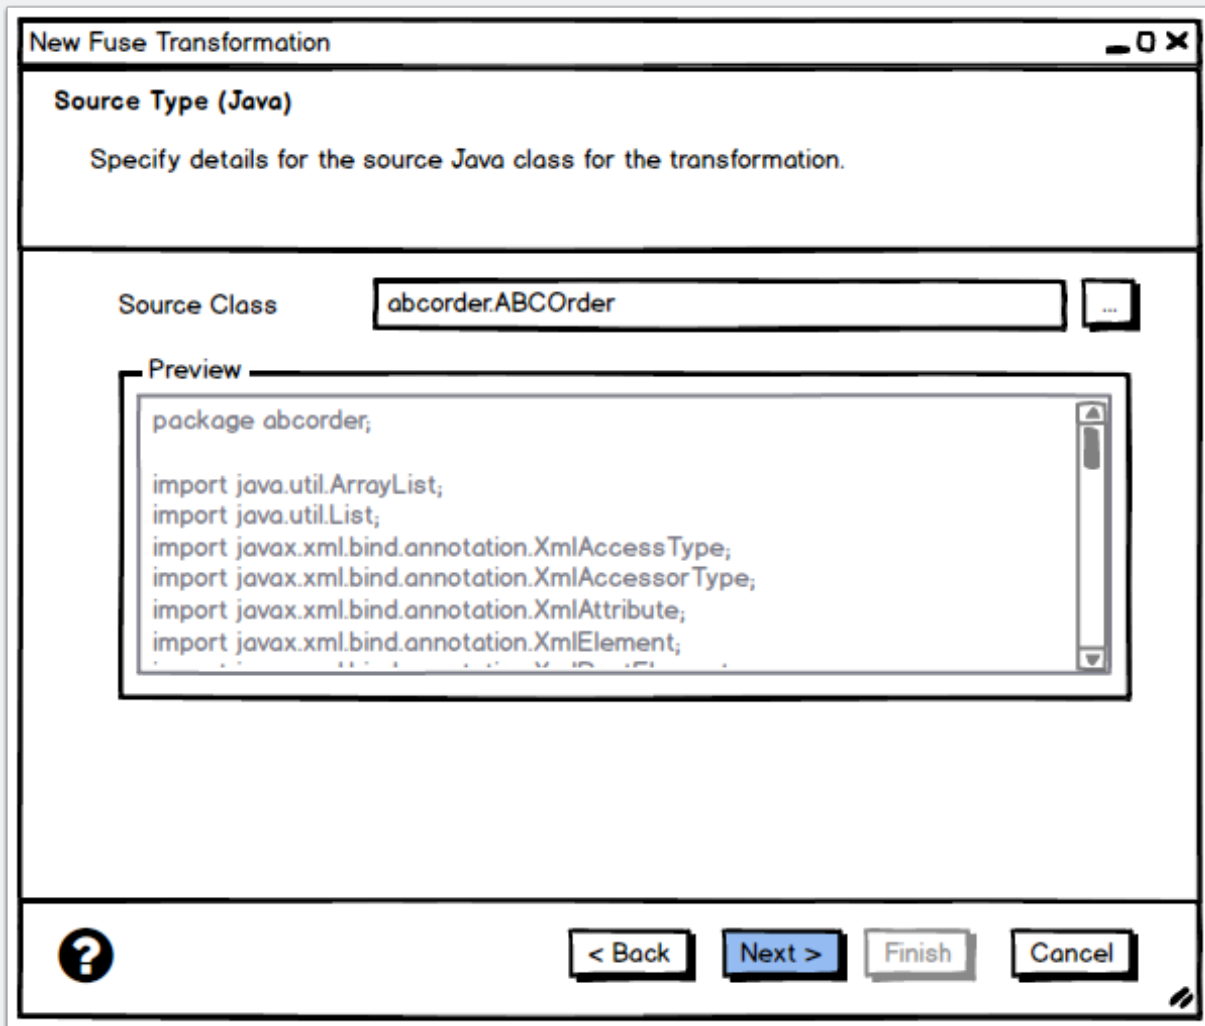 New Fuse Transformation
Source Type (Java)
Specify details for the source Java class for the transformation.
Source Class
abcorder.ABCOrder
...
Preview
package abcorder;
import java.util.ArrayList;
import java.util.List;
import javax.xml.bind.annotation.XmlAccessType;
import javax.xml.bind.annotation.XmlAccessorType;
import javax.xml.bind.annotation.XmlAttribute;
import javax.xml.bind.annotation.XmlElement;
?
< Back
Next >
Finish
Cancel